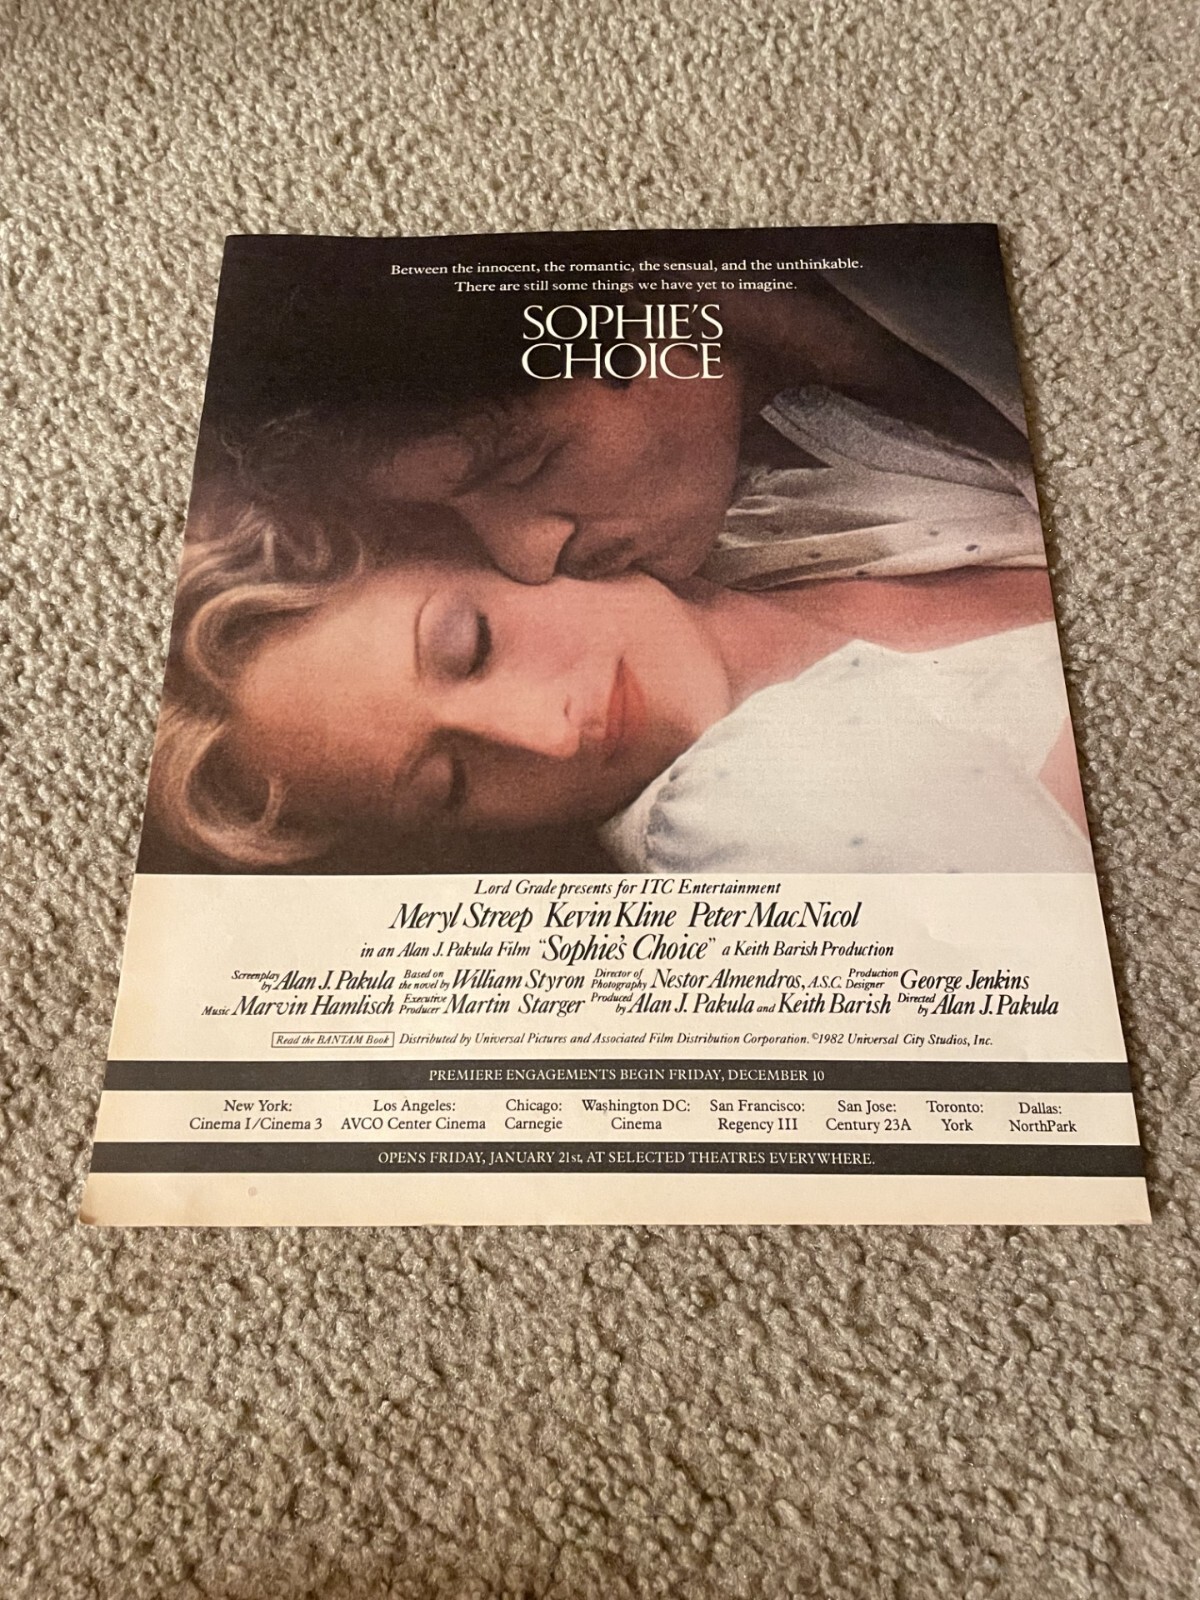 Between the innocent, the romantic, the sensual, and the unthinkable.
There are still some things we have yet to imagine.
SOPHIE'S
CHOICE
Lord Grade presents for ITC Entertainment
Meryl Streep Kevin Kline Peter MacNicol
in an Alan J. Pakula Film "Sophie's Choice" a Keith Barish Production
Screenplay by Alan J. Pakula Based on the novel by William Styron Director of Photography Nestor Almendros, A.S.C. Production Designer George Jenkins
Music Marvin Hamlisch Executive Producer Martin Starger Produced by Alan J. Pakula and Keith Barish Directed by Alan J. Pakula
Read the BANTAM Book Distributed by Universal Pictures and Associated Film Distribution Corporation. ©1982 Universal City Studios, Inc.
PREMIERE ENGAGEMENTS BEGIN FRIDAY, DECEMBER 10
New York: Los Angeles: Chicago: Washington DC: San Francisco: San Jose: Toronto: Dallas:
Cinema I/Cinema 3 AVCO Center Cinema Carnegie Cinema Regency III Century 23A York NorthPark
OPENS FRIDAY, JANUARY 21st, AT SELECTED THEATRES EVERYWHERE.